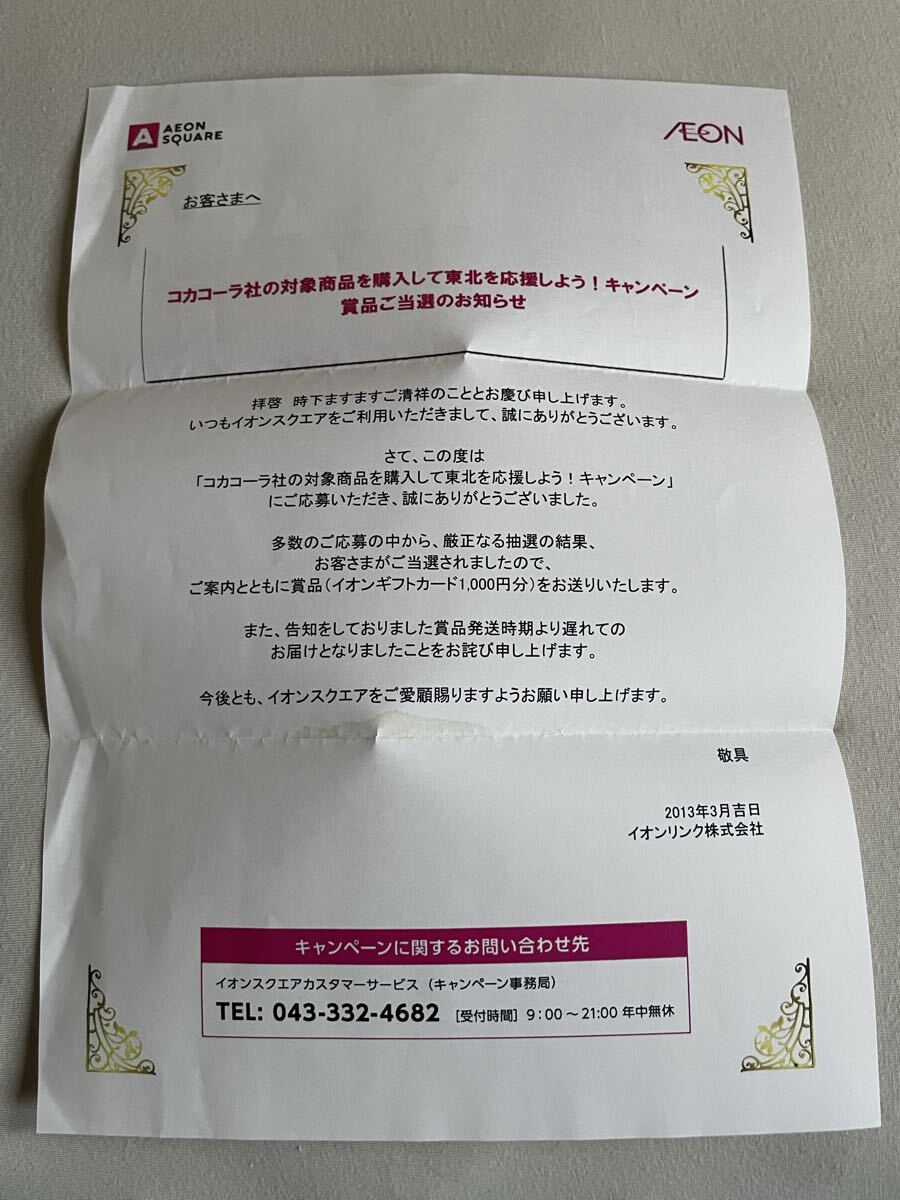 A AEON SQUARE
ÆON
お客さまへ
コカコーラ社の対象商品を購入して東北を応援しよう！キャンペーン
賞品ご当選のお知らせ
拝啓　時下ますますご清祥のこととお慶び申し上げます。
いつもイオンスクエアをご利用いただきまして、誠にありがとうございます。
さて、この度は
「コカコーラ社の対象商品を購入して東北を応援しよう！キャンペーン」
にご応募いただき、誠にありがとうございました。
多数のご応募の中から、厳正なる抽選の結果、
お客さまがご当選されましたので、
ご案内とともに賞品（イオンギフトカード1,000円分）をお送りいたします。
また、告知をしておりました賞品発送時期より遅れての
お届けとなりましたことをお詫び申し上げます。
今後とも、イオンスクエアをご愛顧賜りますようお願い申し上げます。
敬具
2013年3月吉日
イオンリンク株式会社
キャンペーンに関するお問い合わせ先
イオンスクエアカスタマーサービス（キャンペーン事務局）
TEL: 043-332-4682 ［受付時間］9：00～21:00 年中無休